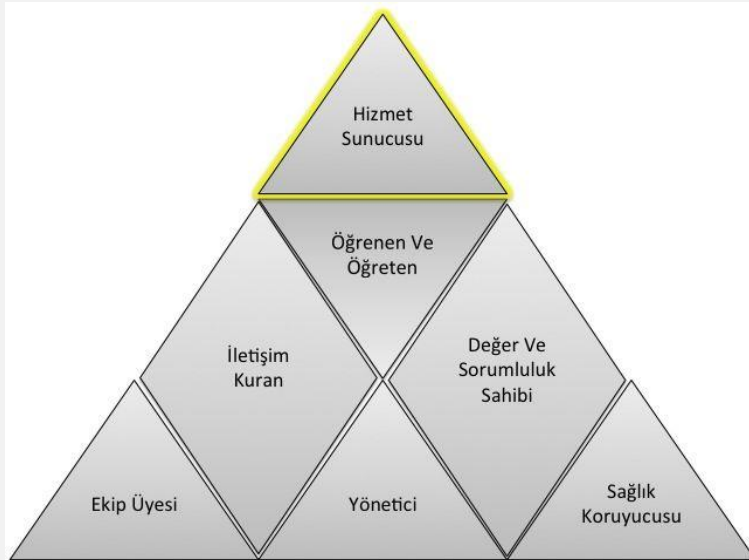 Hizmet
Sunucusu
Öğrenen Ve
Öğreten
İletişim
Kuran
Değer Ve
Sorumluluk
Sahibi
Ekip Üyesi
Yönetici
Sağlık
Koruyucusu